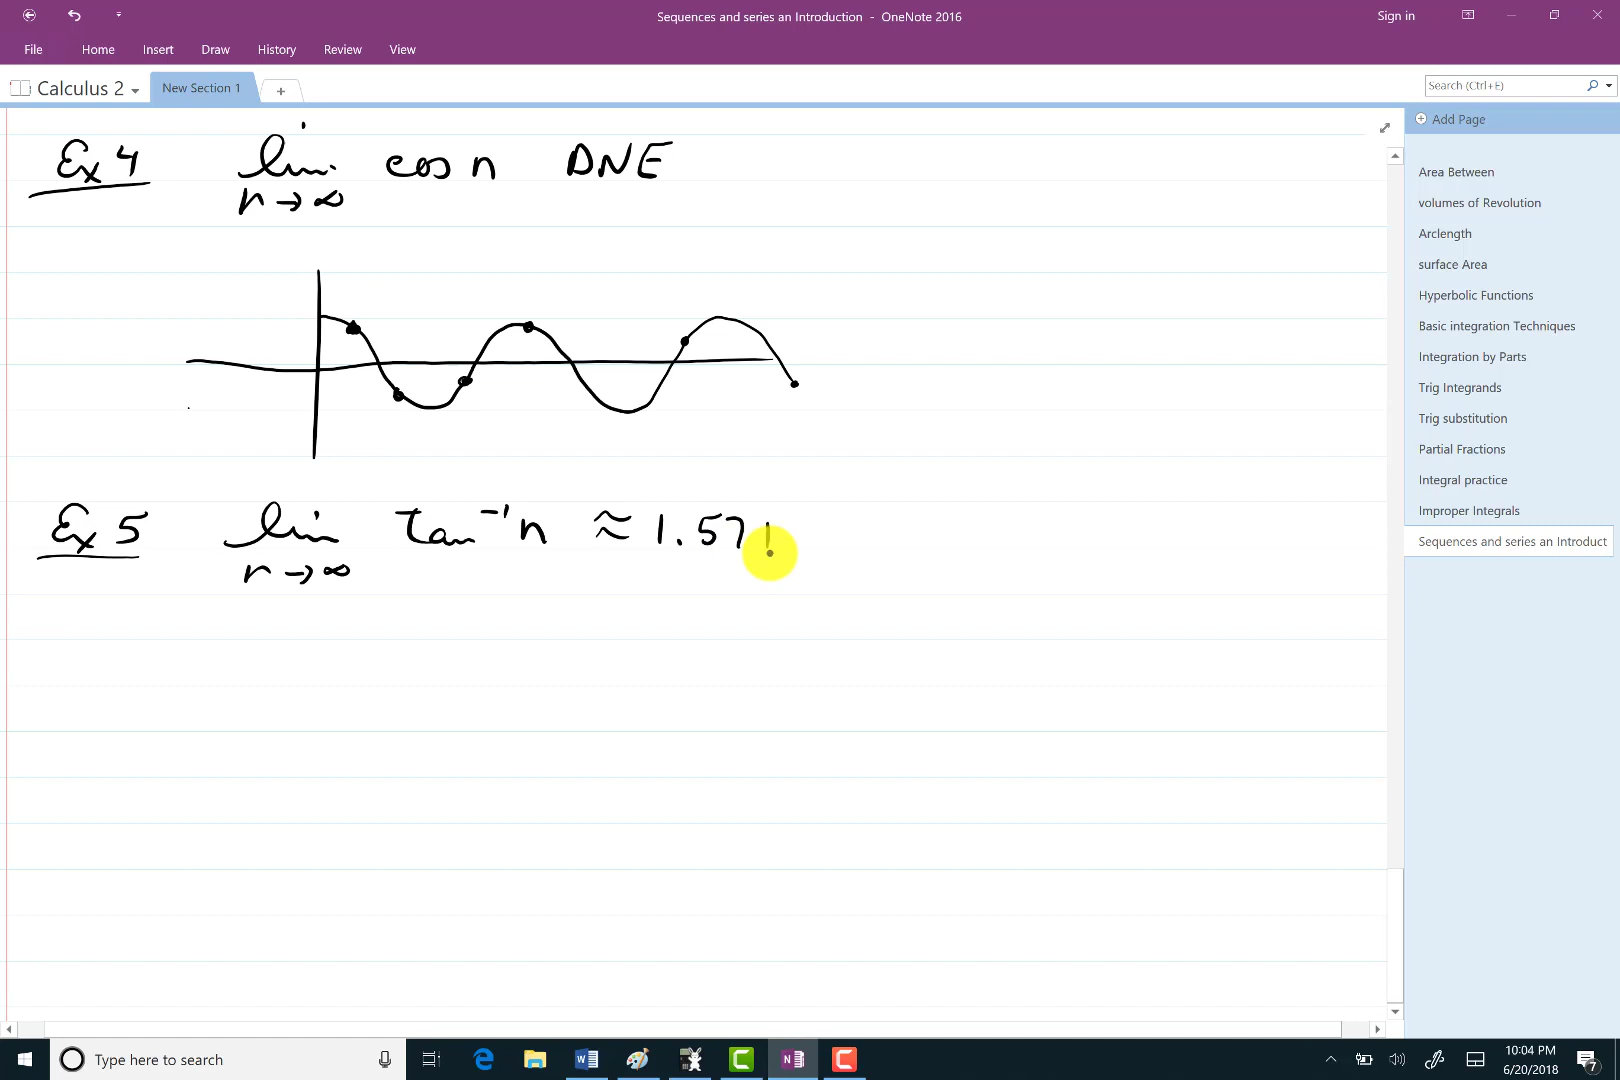 Sequences and series an Introduction - OneNote 2016
Sign in
File Home Insert Draw History Review View
Calculus 2
New Section 1
Search (Ctrl+E)
Add Page
Area Between
volumes of Revolution
Arclength
surface Area
Hyperbolic Functions
Basic integration Techniques
Integration by Parts
Trig Integrands
Trig substitution
Partial Fractions
Integral practice
Improper Integrals
Sequences and series an Introduct
Ex 4 lim cos n DNE
n → ∞
Ex 5 lim tan⁻¹ n ≈ 1.571
n → ∞
Type here to search
10:04 PM
6/20/2018
7